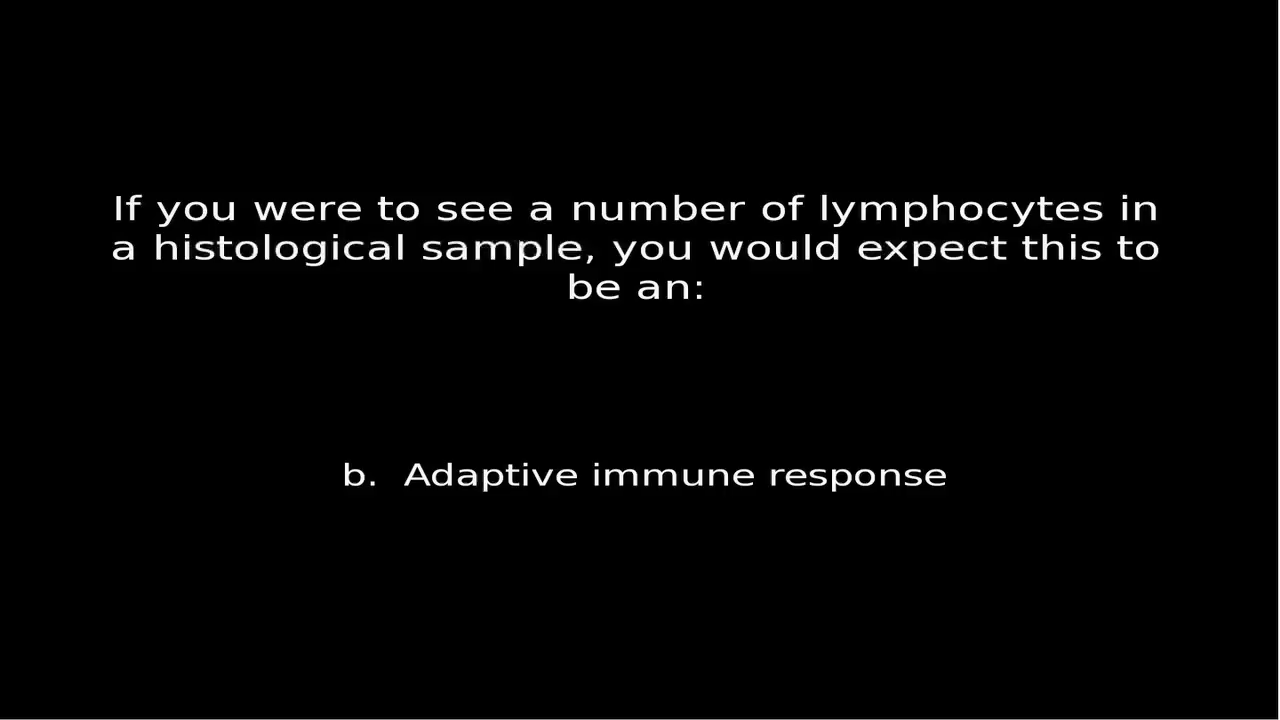 If you were to see a number of lymphocytes in
a histological sample, you would expect this to
be an:
b. Adaptive immune response